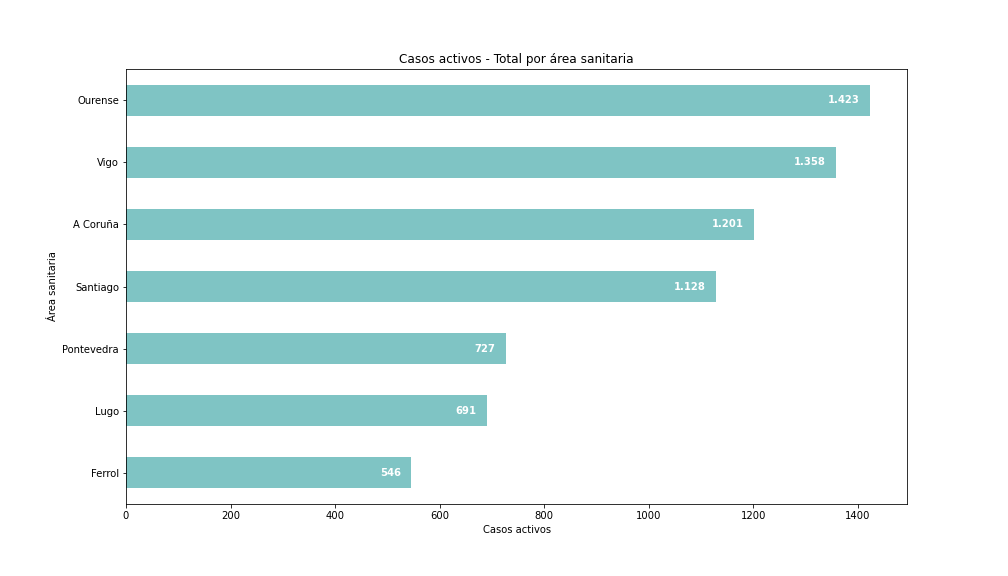 Casos activos - Total por área sanitaria
Ourense
1.423
Vigo
1.358
A Coruña
1.201
Santiago
1.128
Pontevedra
727
Lugo
691
Ferrol
546
Área sanitaria
0 200 400 600 800 1000 1200 1400
Casos activos